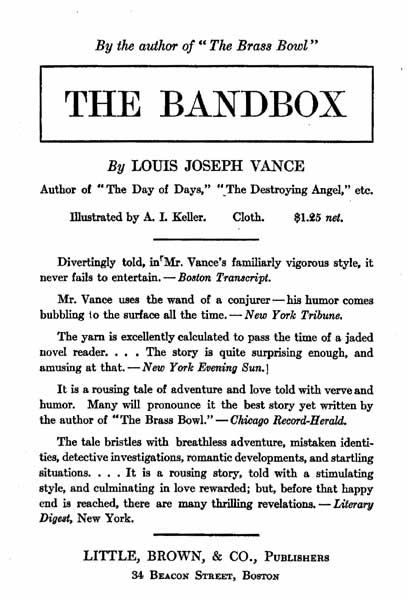 By the author of "The Brass Bowl"
THE BANDBOX
By LOUIS JOSEPH VANCE
Author of "The Day of Days," "The Destroying Angel," etc.
Illustrated by A. I. Keller. Cloth. $1.25 net.
Divertingly told, in Mr. Vance's familiarly vigorous style, it
never fails to entertain.—Boston Transcript.
Mr. Vance uses the wand of a conjurer—his humor comes
bubbling to the surface all the time.—New York Tribune.
The yarn is excellently calculated to pass the time of a jaded
novel reader. . . . The story is quite surprising enough, and
amusing at that.—New York Evening Sun.
It is a rousing tale of adventure and love told with verve and
humor. Many will pronounce it the best story yet written by
the author of "The Brass Bowl."—Chicago Record-Herald.
The tale bristles with breathless adventure, mistaken identi-
ties, detective investigations, romantic developments, and startling
situations. . . . It is a rousing story, told with a stimulating
style, and culminating in love rewarded; but, before that happy
end is reached, there are many thrilling revelations.—Literary
Digest, New York.
LITTLE, BROWN, & CO., PUBLISHERS
34 BEACON STREET, BOSTON